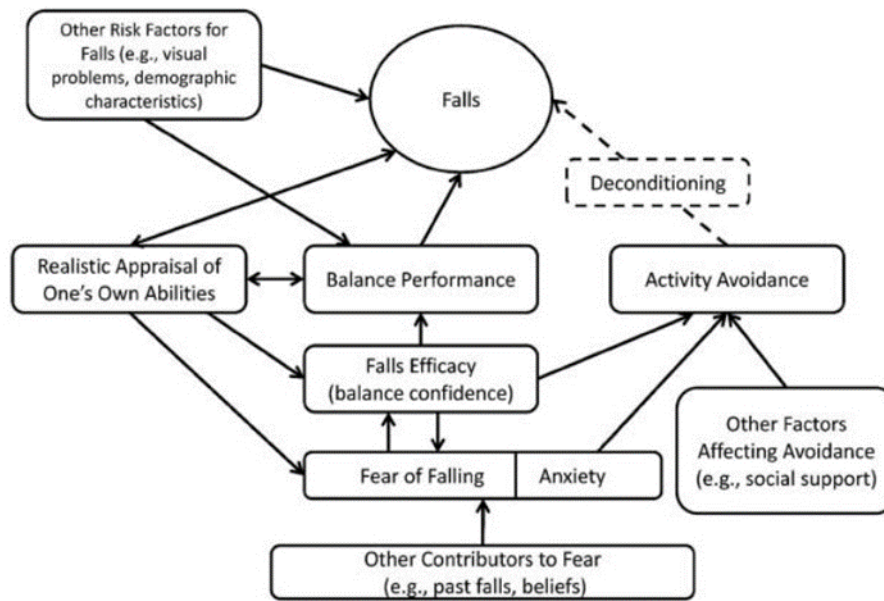 Other Risk Factors for
Falls (e.g., visual
problems, demographic
characteristics)
Falls
Deconditioning
Realistic Appraisal of
One's Own Abilities
Balance Performance
Activity Avoidance
Falls Efficacy
(balance confidence)
Other Factors
Affecting Avoidance
(e.g., social support)
Fear of Falling
Anxiety
Other Contributors to Fear
(e.g., past falls, beliefs)